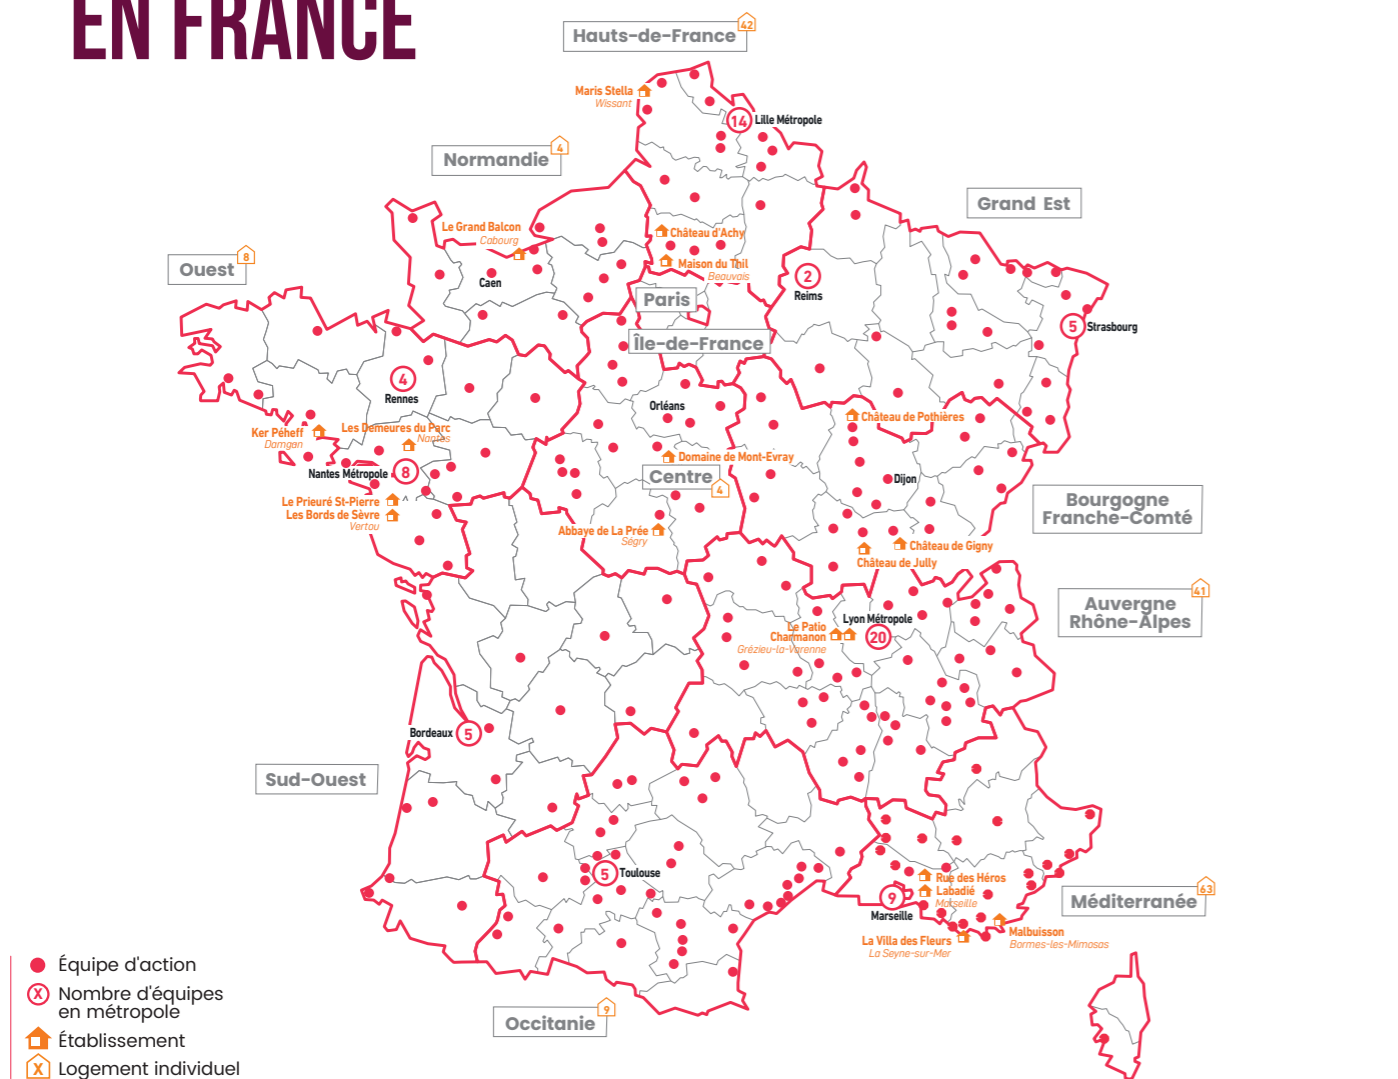 EN FRANCE
Hauts-de-France
42
Maris Stella
Wissant
14
Lille Métropole
Normandie
4
Grand Est
Le Grand Balcon
Cabourg
Château d'Achy
Maison du Thil
Beauvais
Ouest
8
Caen
2
Reims
Paris
Île-de-France
5
Strasbourg
4
Rennes
Orléans
Château de Pothières
Ker Péheff
Damgan
Les Demeures du Parc
Nantes
Domaine de Mont-Evray
Nantes Métropole
8
Centre
4
Dijon
Le Prieuré St-Pierre
Les Bords de Sèvre
Vertou
Bourgogne
Franche-Comté
Abbaye de La Prée
Ségry
Château de Gigny
Château de Jully
Auvergne
Rhône-Alpes
41
Lyon Métropole
20
Le Patio
Charmanon
Grézieu-la-Varenne
Bordeaux
5
Sud-Ouest
5
Toulouse
Rue des Héros
Labadié
Marseille
9
Marseille
Méditerranée
63
Malbuisson
Bormes-les-Mimosas
La Villa des Fleurs
La Seyne-sur-Mer
Occitanie
9
Équipe d'action
X
Nombre d'équipes
en métropole
Établissement
X
Logement individuel